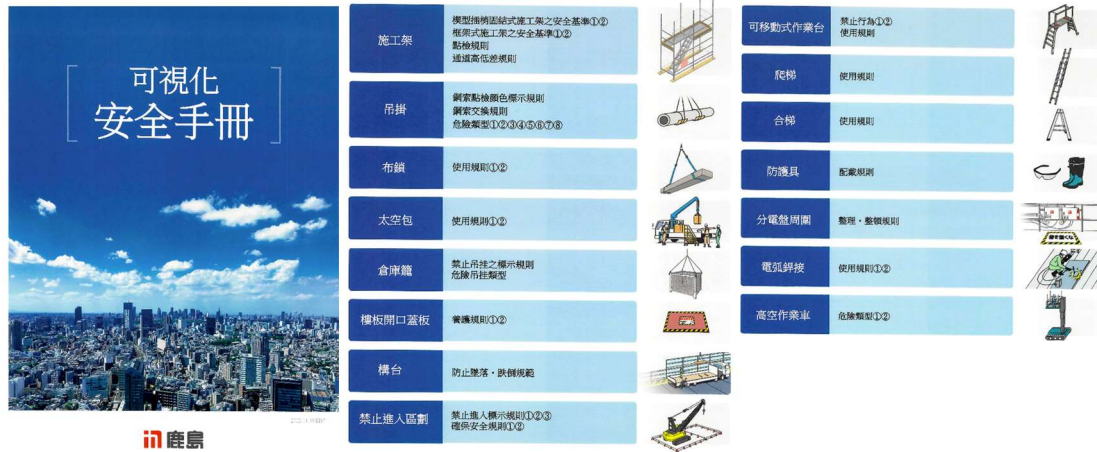 可視化
安全手冊
鹿島
施工架
模型插梢固結式施工架之安全基準①②
框架式施工架之安全基準①②
點檢規則
通道高低差規則
吊掛
鋼索點檢顏色標示規則
鋼索交換規則
危險類型①②③④⑤⑥⑦⑧
布鎖
使用規則①②
太空包
使用規則①②
倉庫籠
禁止吊挂之標示規則
危險吊挂類型
樓板開口蓋板
養護規則①②
構台
防止墜落・跌倒規範
禁止進入區劃
禁止進入標示規則①②③
確保安全規則①②
可移動式作業台
禁止行為①②
使用規則
爬梯
使用規則
合梯
使用規則
防護具
配戴規則
分電盤周圍
整理・整頓規則
電弧銲接
使用規則①②
高空作業車
危險類型①②